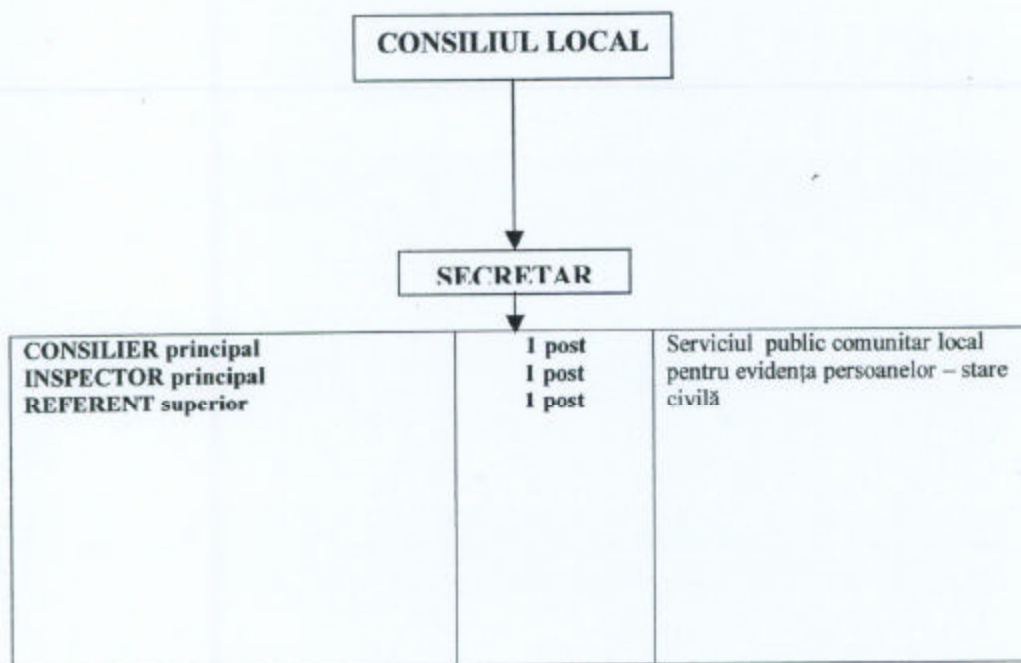 CONSILIUL LOCAL
SECRETAR
CONSILIER principal
INSPECTOR principal
REFERENT superior
1 post
1 post
1 post
Serviciul public comunitar local
pentru evidența persoanelor – stare
civilă